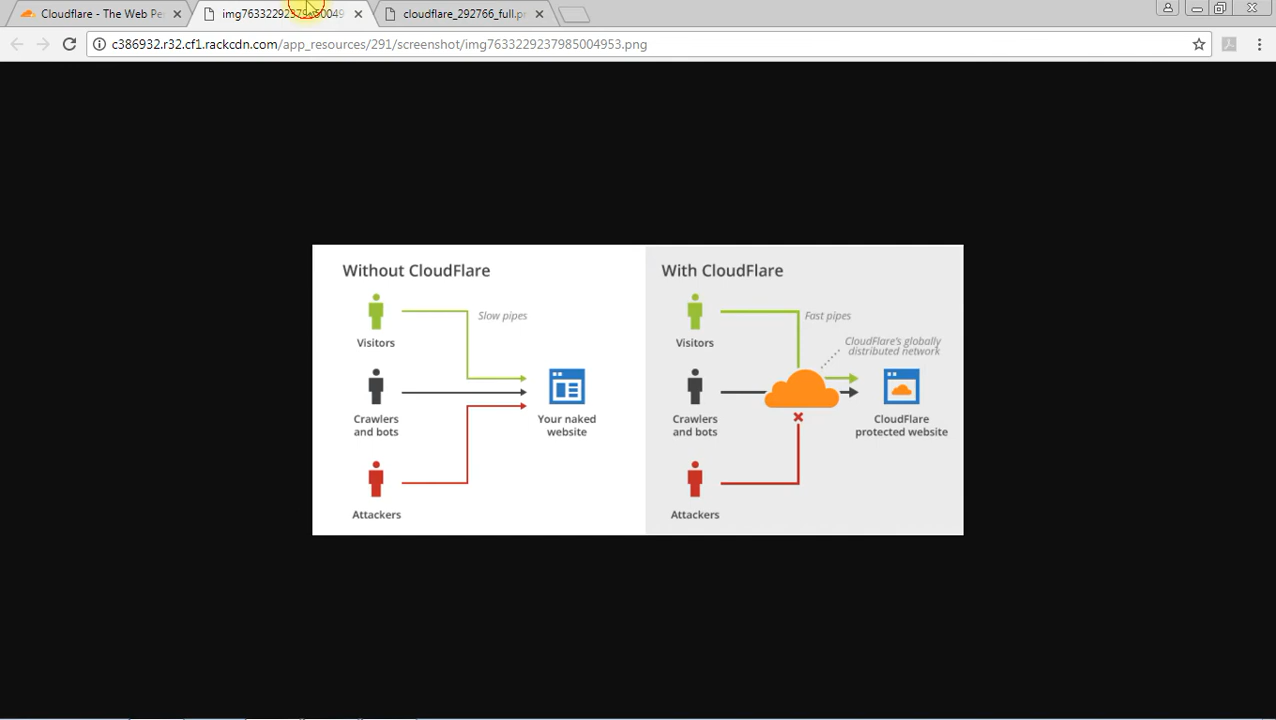 Cloudflare - The Web Pe
cloudflare_292766_full.pr
c386932.r32.cf1.rackcdn.com/app_resources/291/screenshot/img7633229237985004953.png
Without CloudFlare
Visitors
Slow pipes
Crawlers
and bots
Your naked
website
Attackers
With CloudFlare
Visitors
Fast pipes
CloudFlare's globally
distributed network
Crawlers
and bots
CloudFlare
protected website
Attackers